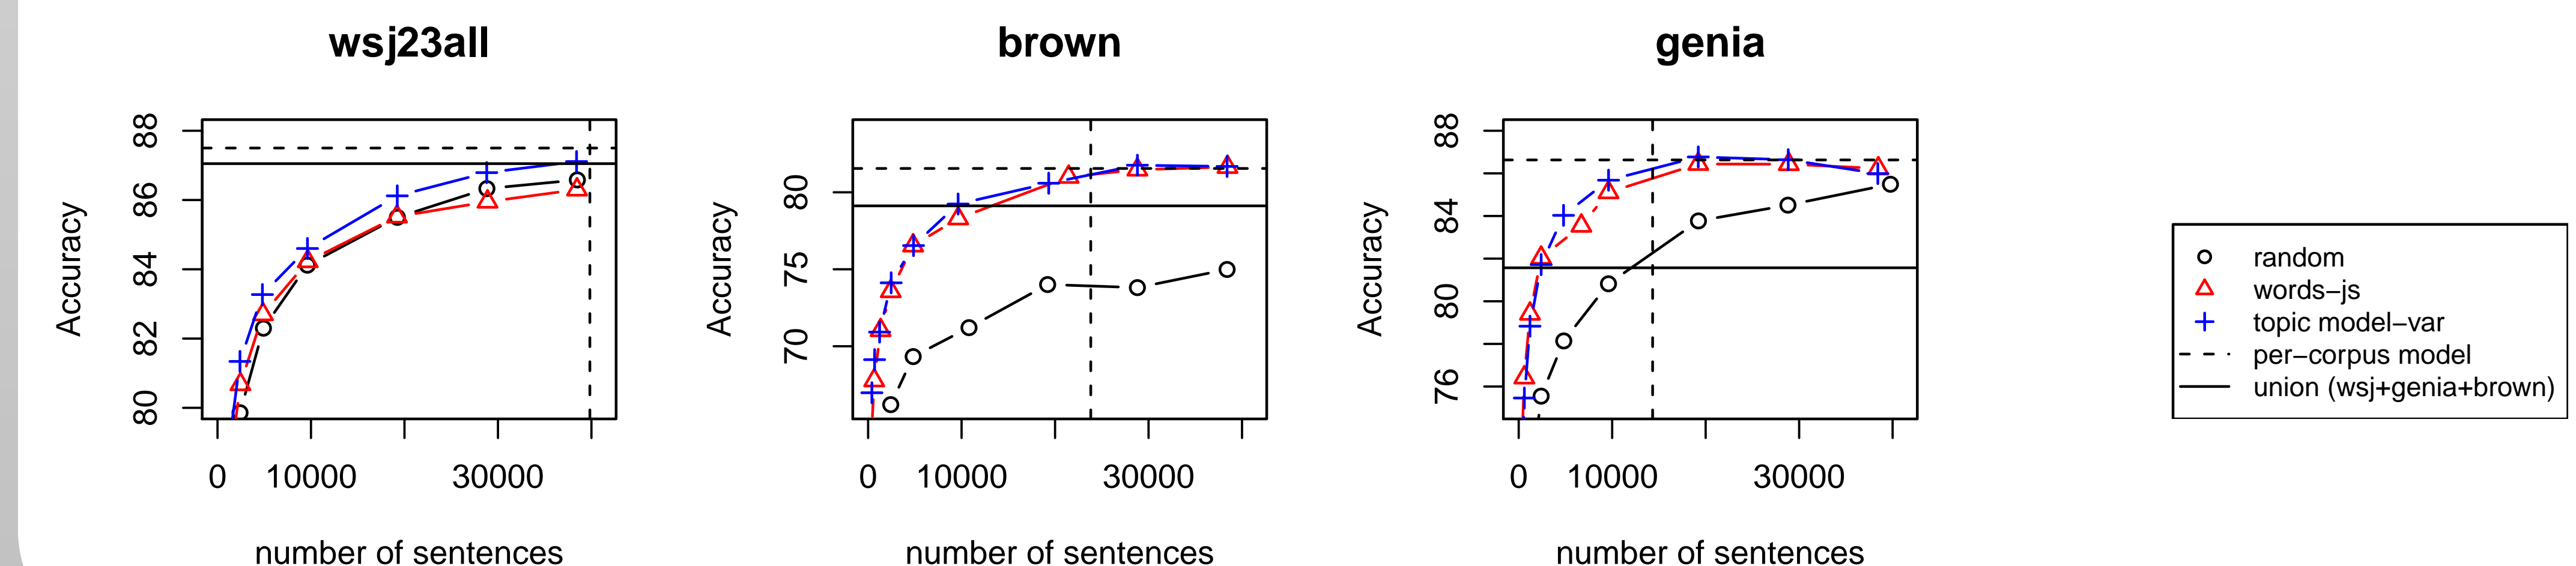 wsj23all
Accuracy
80 82 84 86 88
0 10000 30000
number of sentences
brown
Accuracy
70 75 80
0 10000 30000
number of sentences
genia
Accuracy
76 80 84 88
0 10000 30000
number of sentences
random
words−js
topic model−var
per−corpus model
union (wsj+genia+brown)